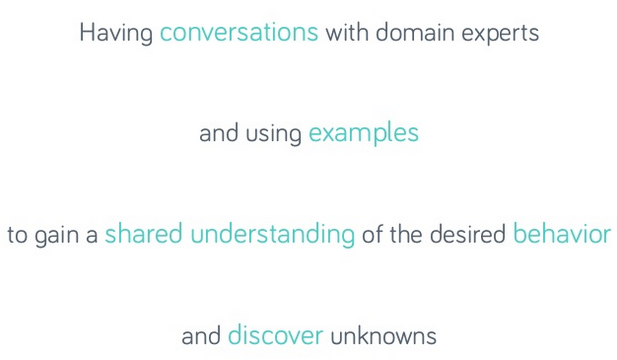 Having conversations with domain experts
and using examples
to gain a shared understanding of the desired behavior
and discover unknowns